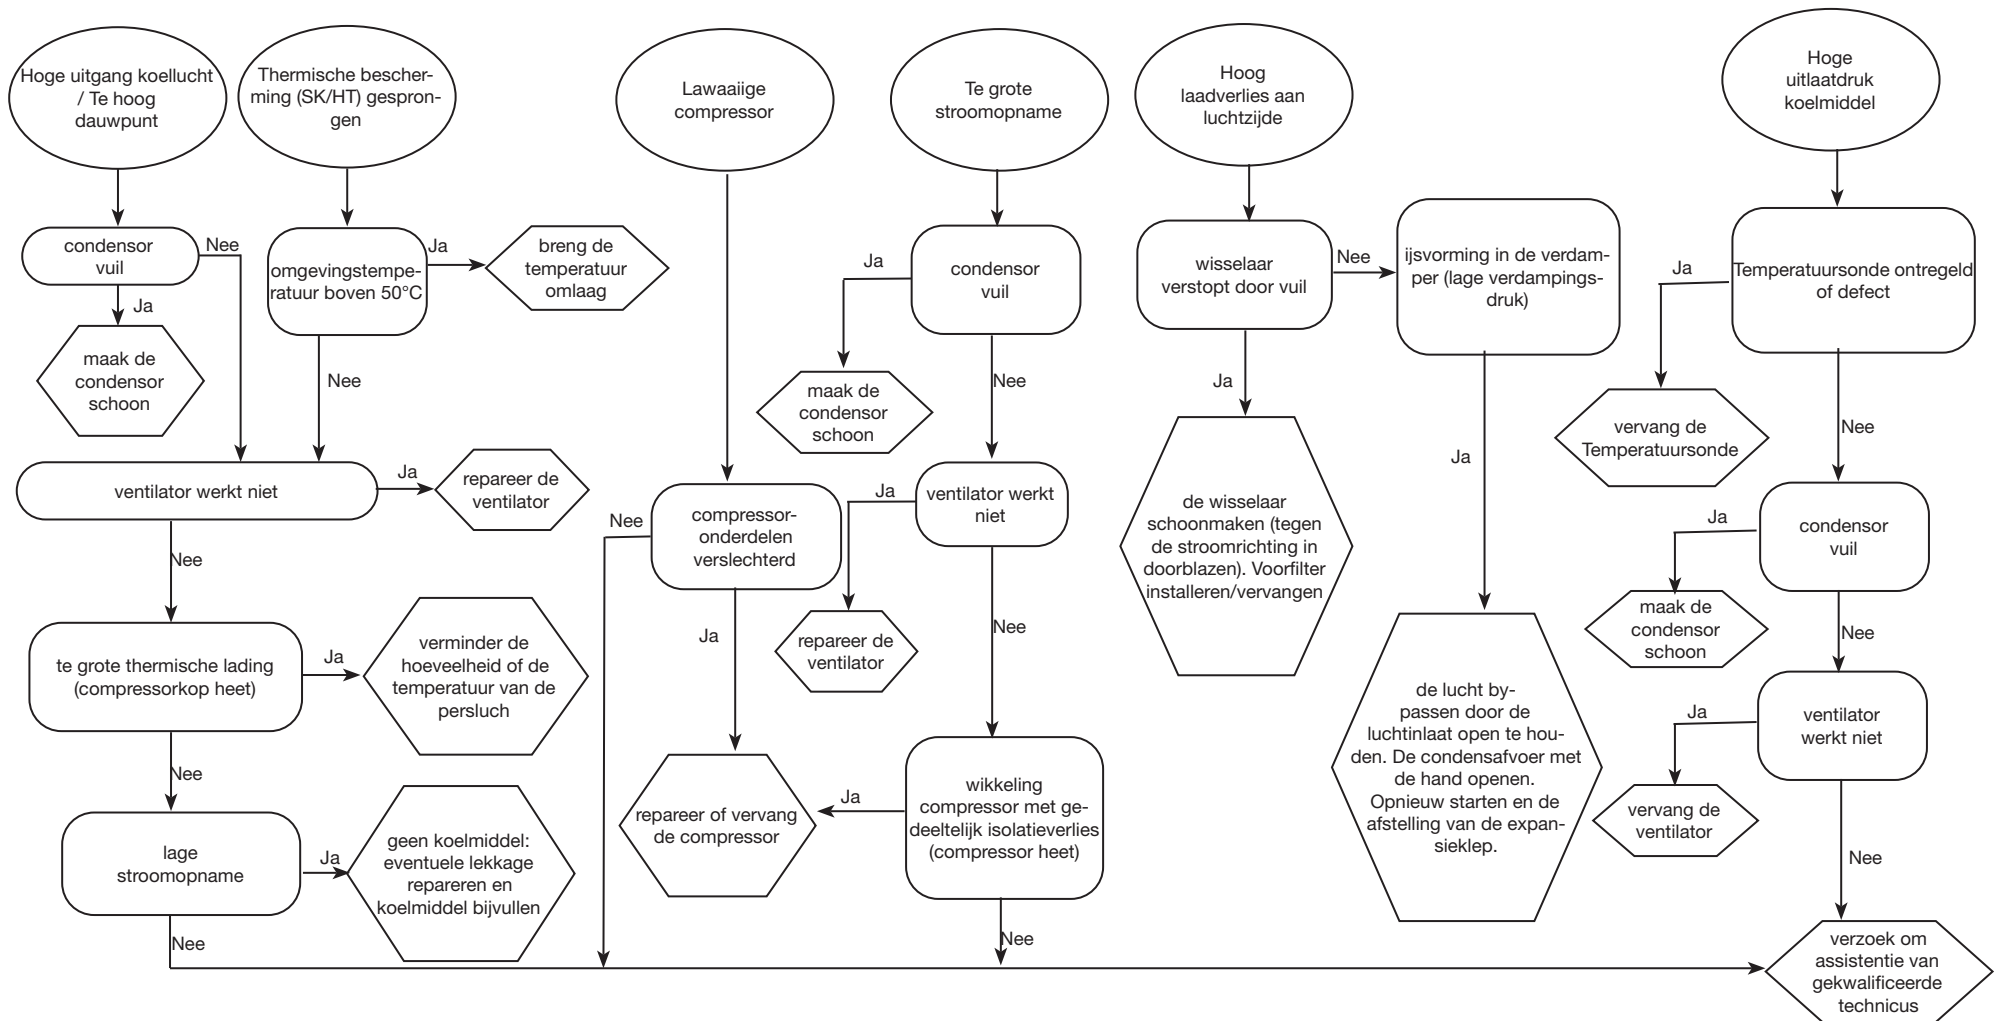 Hoge uitgang koellucht
/ Te hoog
dauwpunt
Thermische bescher-
ming (SK/HT) gespron-
gen
Lawaaiige
compressor
Te grote
stroomopname
Hoog
laadverlies aan
luchtzijde
Hoge
uitlaatdruk
koelmiddel
condensor
vuil
Nee
Ja
maak de
condensor
schoon
omgevingstempe-
ratuur boven 50°C
Ja
breng de
temperatuur
omlaag
Nee
ventilator werkt niet
Ja
repareer de
ventilator
Nee
te grote thermische lading
(compressorkop heet)
Ja
verminder de
hoeveelheid of de
temperatuur van de
persluch
Nee
lage
stroomopname
Ja
geen koelmiddel:
eventuele lekkage
repareren en
koelmiddel bijvullen
Nee
compressor-
onderdelen
verslechterd
Nee
Ja
repareer of vervang
de compressor
condensor
vuil
Ja
maak de
condensor
schoon
Nee
ventilator werkt
niet
Ja
repareer de
ventilator
Nee
wikkeling
compressor met ge-
deeltelijk isolatieverlies
(compressor heet)
Ja
Nee
wisselaar
verstopt door vuil
Nee
Ja
de wisselaar
schoonmaken (tegen
de stroomrichting in
doorblazen). Voorfilter
installeren/vervangen
ijsvorming in de verdam-
per (lage verdampings-
druk)
Ja
de lucht by-
passen door de
luchtinlaat open te hou-
den. De condensafvoer met
de hand openen.
Opnieuw starten en de
afstelling van de expan-
sieklep.
Temperatuursonde ontregeld
of defect
Ja
vervang de
Temperatuursonde
Nee
condensor
vuil
Ja
maak de
condensor
schoon
Nee
ventilator
werkt niet
Ja
vervang de
ventilator
Nee
verzoek om
assistentie van
gekwalificeerde
technicus